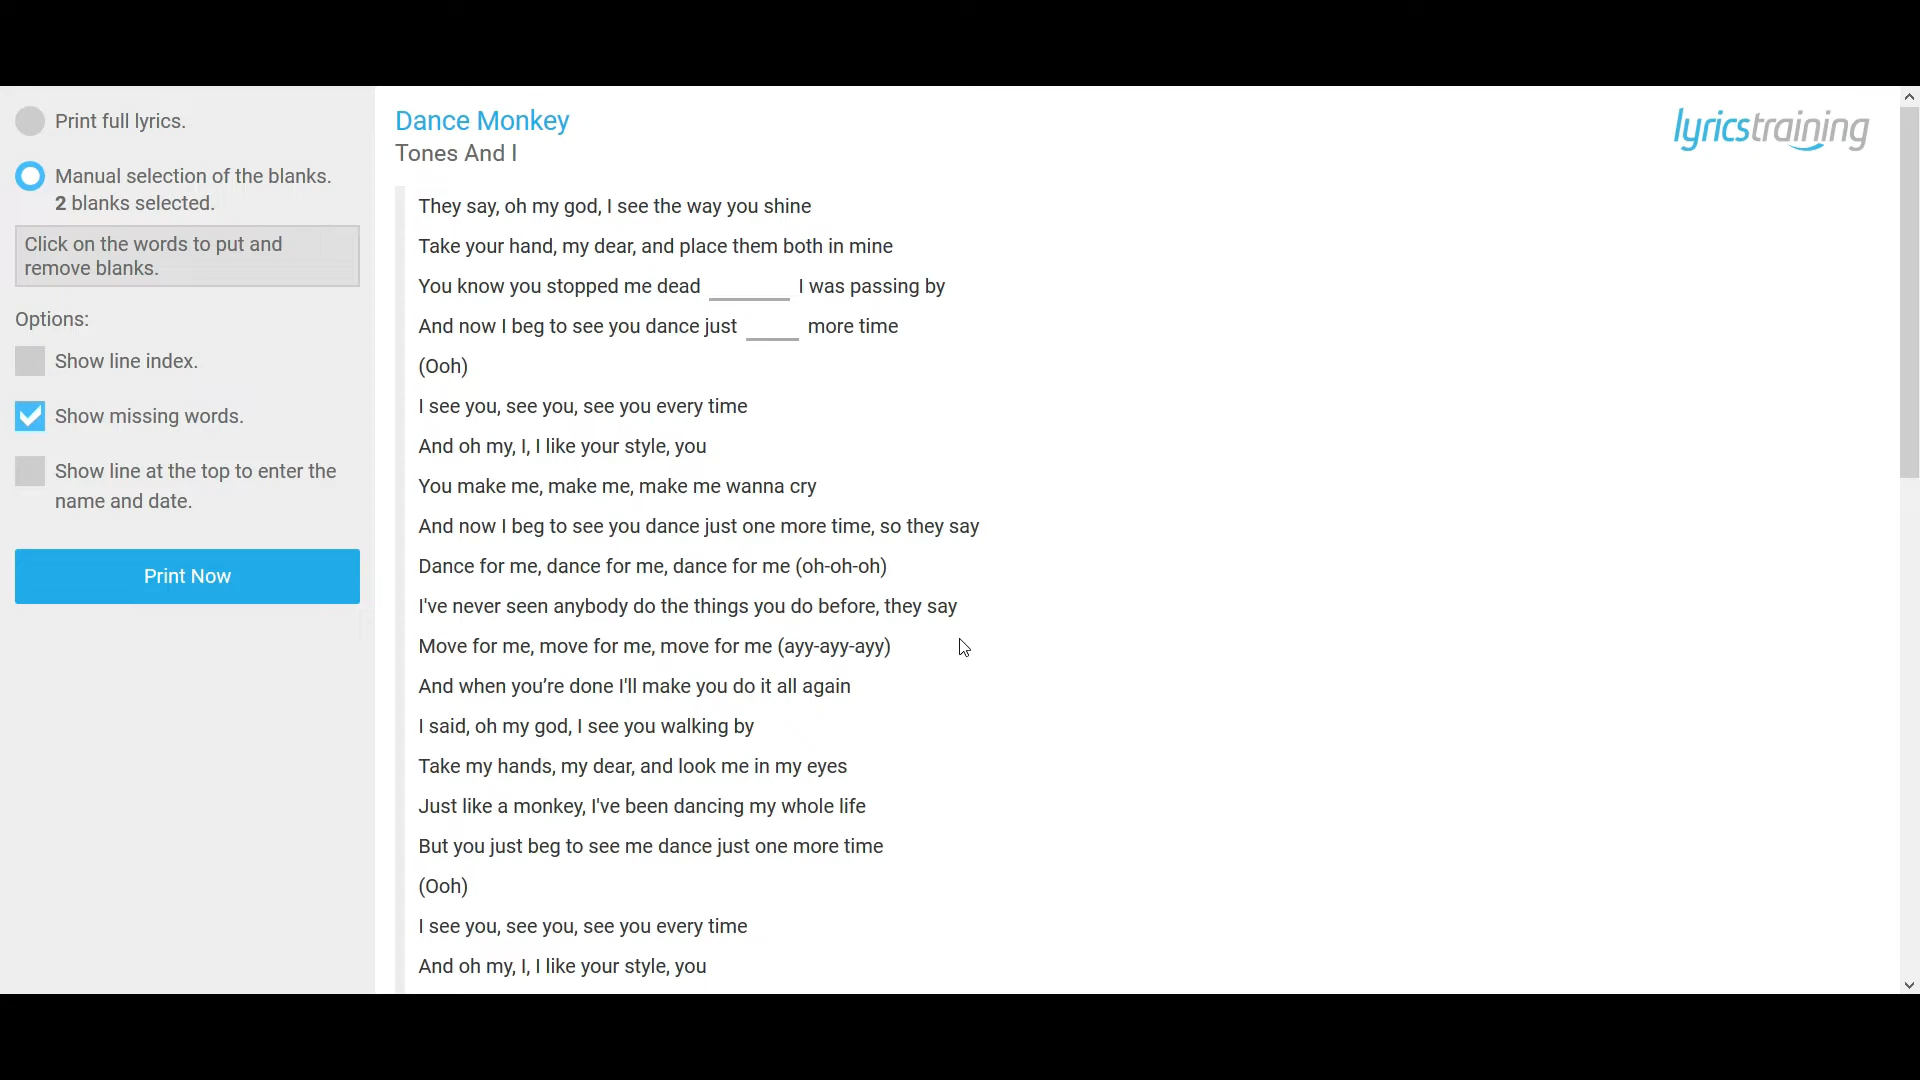 Print full lyrics.
Manual selection of the blanks.
2 blanks selected.
Click on the words to put and
remove blanks.
Options:
Show line index.
Show missing words.
Show line at the top to enter the
name and date.
Print Now
Dance Monkey
Tones And I
lyricstraining
They say, oh my god, I see the way you shine
Take your hand, my dear, and place them both in mine
You know you stopped me dead ________ I was passing by
And now I beg to see you dance just _____ more time
(Ooh)
I see you, see you, see you every time
And oh my, I, I like your style, you
You make me, make me, make me wanna cry
And now I beg to see you dance just one more time, so they say
Dance for me, dance for me, dance for me (oh-oh-oh)
I've never seen anybody do the things you do before, they say
Move for me, move for me, move for me (ayy-ayy-ayy)
And when you’re done I'll make you do it all again
I said, oh my god, I see you walking by
Take my hands, my dear, and look me in my eyes
Just like a monkey, I've been dancing my whole life
But you just beg to see me dance just one more time
(Ooh)
I see you, see you, see you every time
And oh my, I, I like your style, you